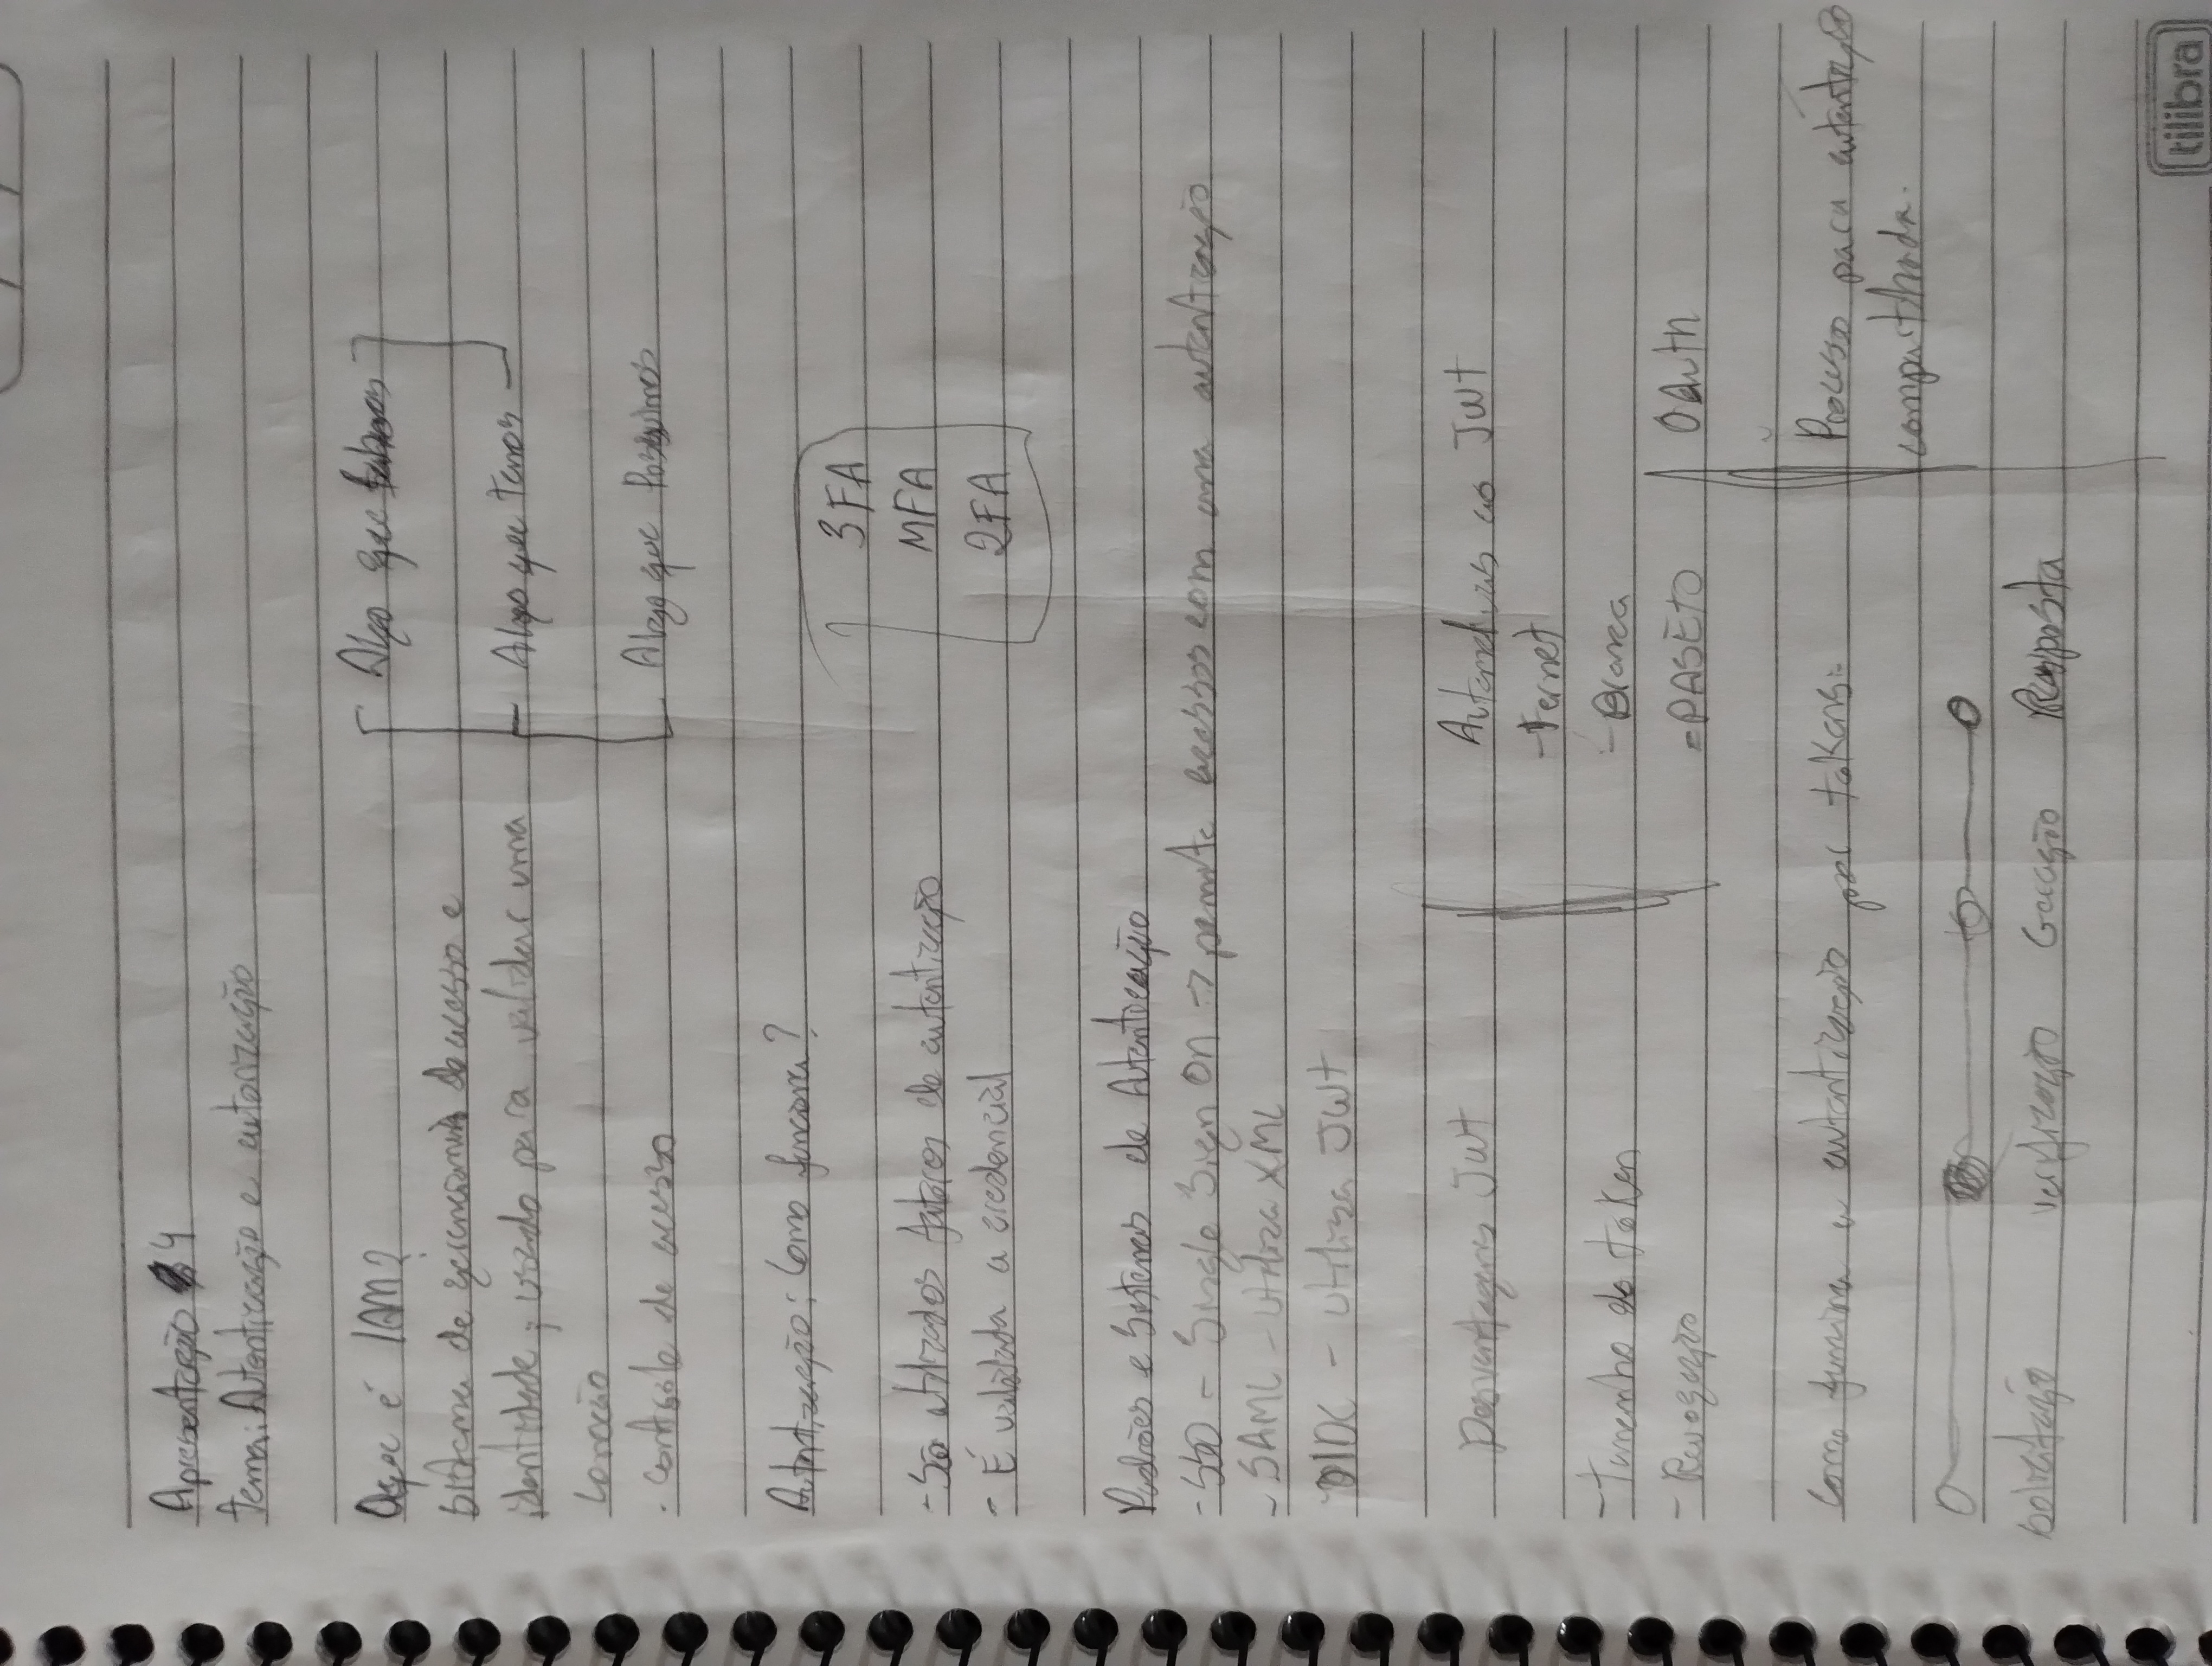 Apresentação 4
tema: Autenticação e autorização
Oque é IAM?
sistema de gerenciamento de acesso e
identidade, usado para validar uma
conexão
. controle de acesso
Algo que sabemos
Algo que temos
Algo que Possuimos
Autenticação: Como funciona?
- São utilizados fatores de autenticação
- É validada a credencial
3FA
MFA
2FA
Padrões e Sistemas de Autenticação
- SSO - Single Sign On -> permite acessos com uma autenticação
- SAML - utiliza XML
- OIDC - utiliza JWT
Desvantagens JWT
- Tamanho do token
- Revogação
ao JWT
- Fernet
- Branca
- PASETO
OAuth
Processo para autenticação
compartilhada.
Como funciona a autenticação por tokens:
Solicitação verificação Geração Resposta
tilibra